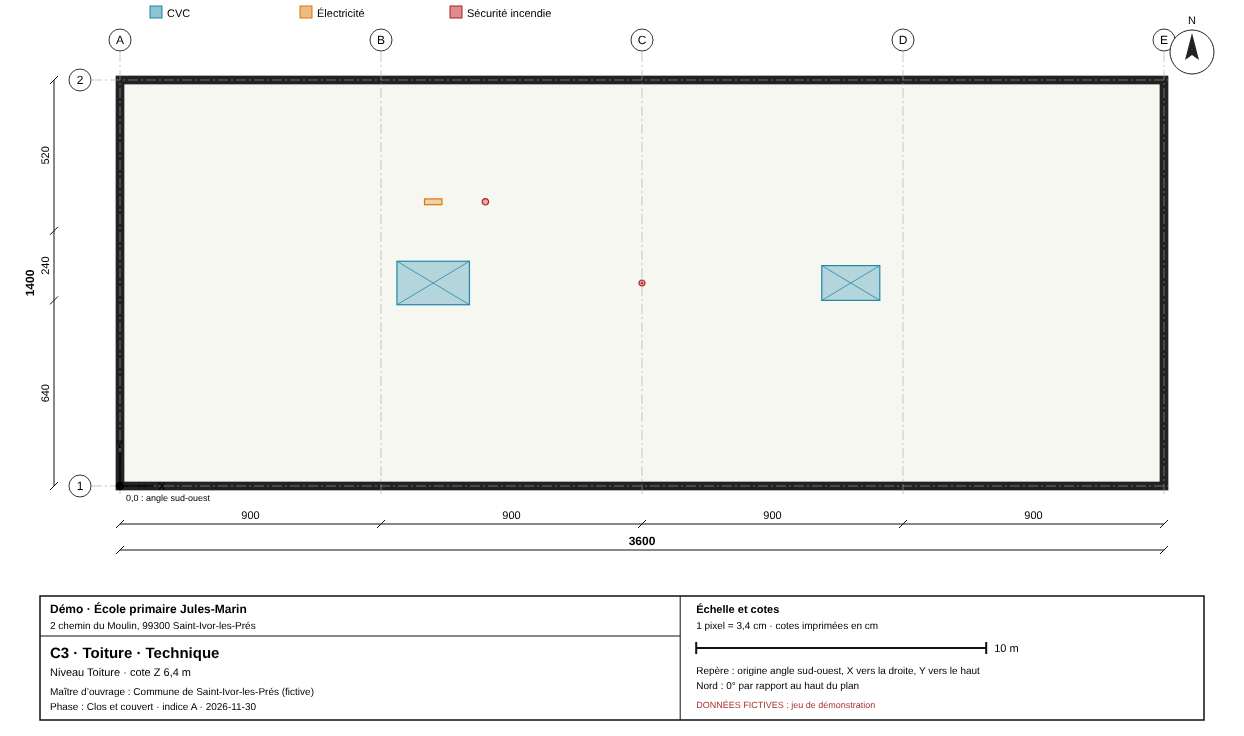 CVC
Électricité
Sécurité incendie
N
A
B
C
D
E
2
520
240
1400
640
1
0,0 : angle sud-ouest
900
900
900
900
3600
Démo · École primaire Jules-Marin
2 chemin du Moulin, 99300 Saint-Ivor-les-Prés
C3 · Toiture · Technique
Niveau Toiture · cote Z 6,4 m
Maître d’ouvrage : Commune de Saint-Ivor-les-Prés (fictive)
Phase : Clos et couvert · indice A · 2026-11-30
Échelle et cotes
1 pixel = 3,4 cm · cotes imprimées en cm
10 m
Repère : origine angle sud-ouest, X vers la droite, Y vers le haut
Nord : 0° par rapport au haut du plan
DONNÉES FICTIVES : jeu de démonstration